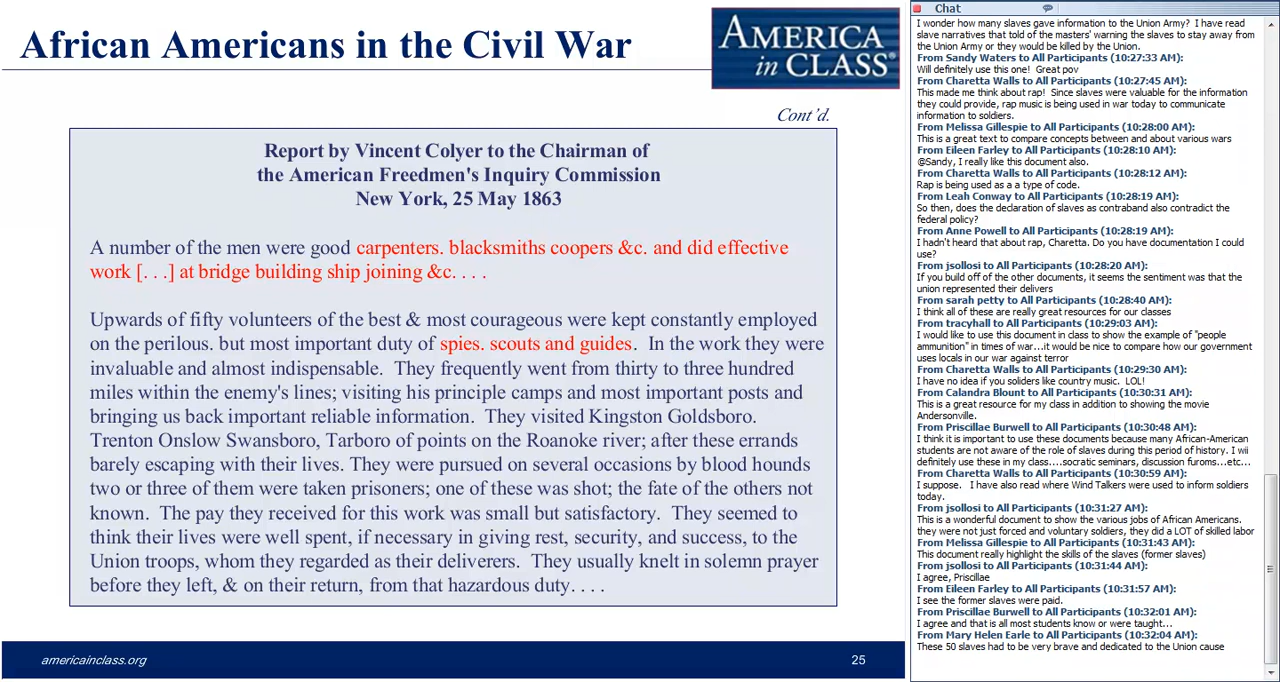 African Americans in the Civil War
AMERICA
in CLASS®
Cont'd.
Report by Vincent Colyer to the Chairman of
the American Freedmen's Inquiry Commission
New York, 25 May 1863
A number of the men were good carpenters. blacksmiths coopers &c. and did effective
work [. . .] at bridge building ship joining &c. . . .
Upwards of fifty volunteers of the best & most courageous were kept constantly employed
on the perilous. but most important duty of spies. scouts and guides.  In the work they were
invaluable and almost indispensable.  They frequently went from thirty to three hundred
miles within the enemy's lines; visiting his principle camps and most important posts and
bringing us back important reliable information.  They visited Kingston Goldsboro.
Trenton Onslow Swansboro, Tarboro of points on the Roanoke river; after these errands
barely escaping with their lives. They were pursued on several occasions by blood hounds
two or three of them were taken prisoners; one of these was shot; the fate of the others not
known.  The pay they received for this work was small but satisfactory.  They seemed to
think their lives were well spent, if necessary in giving rest, security, and success, to the
Union troops, whom they regarded as their deliverers.  They usually knelt in solemn prayer
before they left, & on their return, from that hazardous duty. . . .
americainclass.org
25
Chat
I wonder how many slaves gave information to the Union Army?  I have read
slave narratives that told of the masters' warning the slaves to stay away from
the Union Army or they would be killed by the Union.
From Sandy Waters to All Participants (10:27:33 AM):
Will definitely use this one!  Great pov
From Charetta Walls to All Participants (10:27:45 AM):
This made me think about rap!  Since slaves were valuable for the information
they could provide, rap music is being used in war today to communicate
information to soldiers.
From Melissa Gillespie to All Participants (10:28:00 AM):
This is a great text to compare concepts between and about various wars
From Eileen Farley to All Participants (10:28:10 AM):
@Sandy, I really like this document also.
From Charetta Walls to All Participants (10:28:12 AM):
Rap is being used as a a type of code.
From Leah Conway to All Participants (10:28:19 AM):
So then, does the declaration of slaves as contraband also contradict the
federal policy?
From Anne Powell to All Participants (10:28:19 AM):
I hadn't heard that about rap, Charetta. Do you have documentation I could
use?
From jsollosi to All Participants (10:28:20 AM):
If you build off of the other documents, it seems the sentiment was that the
union represented their delivers
From sarah petty to All Participants (10:28:40 AM):
I think all of these are really great resources for our classes
From tracyhall to All Participants (10:29:03 AM):
I would like to use this document in class to show the example of "people
ammunition" in times of war...it would be nice to compare how our government
uses locals in our war against terror
From Charetta Walls to All Participants (10:29:30 AM):
I have no idea if you soliders like country music.  LOL!
From Calandra Blount to All Participants (10:30:31 AM):
This is a great resource for my class in addition to showing the movie
Andersonville.
From Priscillae Burwell to All Participants (10:30:48 AM):
I think it is important to use these documents because many African-American
students are not aware of the role of slaves during this period of history. I wii
definitely use these in my class....socratic seminars, discussion furoms...etc...
From Charetta Walls to All Participants (10:30:59 AM):
I suppose.   I have also read where Wind Talkers were used to inform soldiers
today.
From jsollosi to All Participants (10:31:27 AM):
This is a wonderful document to show the various jobs of African Americans.
they were not just forced and voluntary soldiers, they did a LOT of skilled labor
From Melissa Gillespie to All Participants (10:31:43 AM):
This document really highlight the skills of the slaves (former slaves)
From jsollosi to All Participants (10:31:44 AM):
I agree, Priscillae
From Eileen Farley to All Participants (10:31:57 AM):
I see the former slaves were paid.
From Priscillae Burwell to All Participants (10:32:01 AM):
I agree and that is all most students know or were taught...
From Mary Helen Earle to All Participants (10:32:04 AM):
These 50 slaves had to be very brave and dedicated to the Union cause